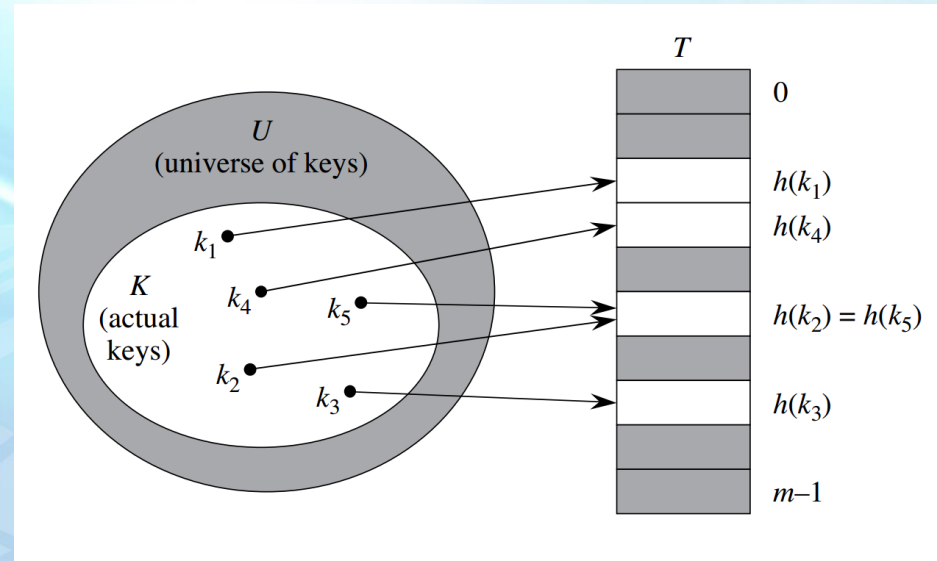 T
0
U
(universe of keys)
h(k₁)
k₁
h(k₄)
K
(actual
keys)
k₄
k₅
h(k₂) = h(k₅)
k₂
k₃
h(k₃)
m–1